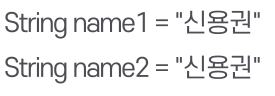 String name1 = "신용권"
String name2 = "신용권"